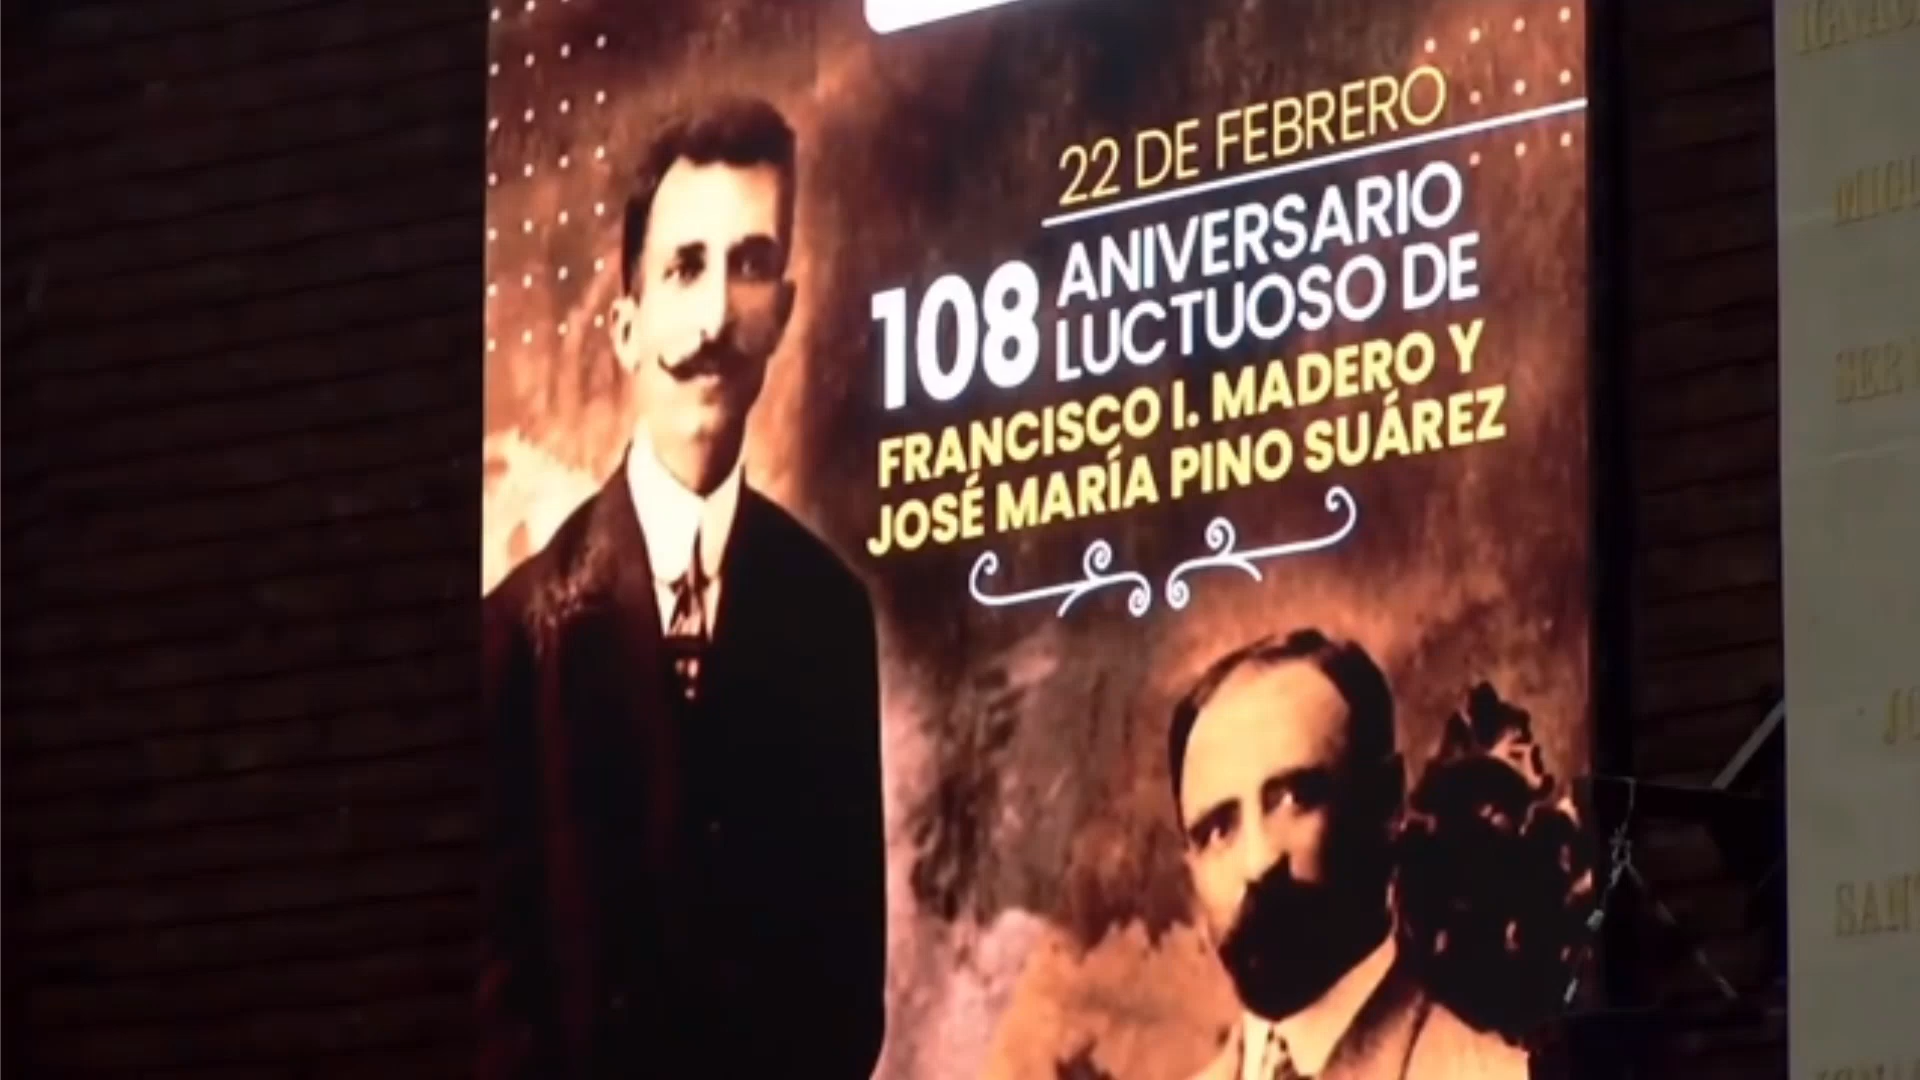 22 DE FEBRERO
108 ANIVERSARIO
LUCTUOSO DE
FRANCISCO I. MADERO Y
JOSÉ MARÍA PINO SUÁREZ